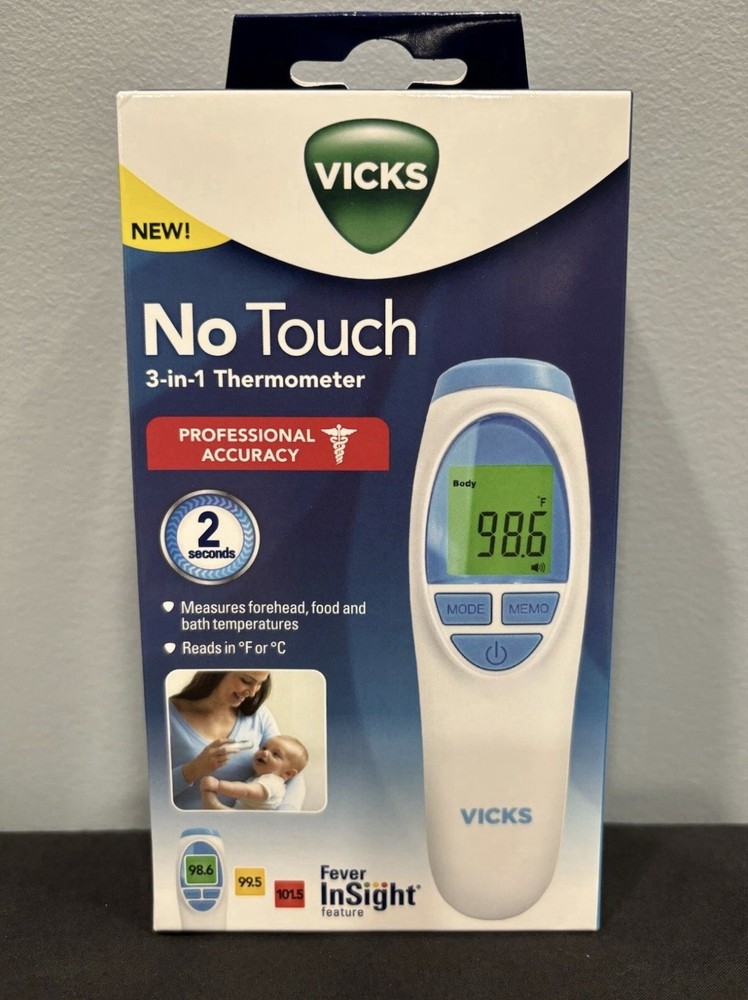 VICKS
NEW!
No Touch
3-in-1 Thermometer
PROFESSIONAL
ACCURACY
2
seconds
Measures forehead, food and
bath temperatures
Reads in °F or °C
Body
°F
98.6
MODE
MEMO
VICKS
98.6
99.5
101.5
Fever
InSight®
feature